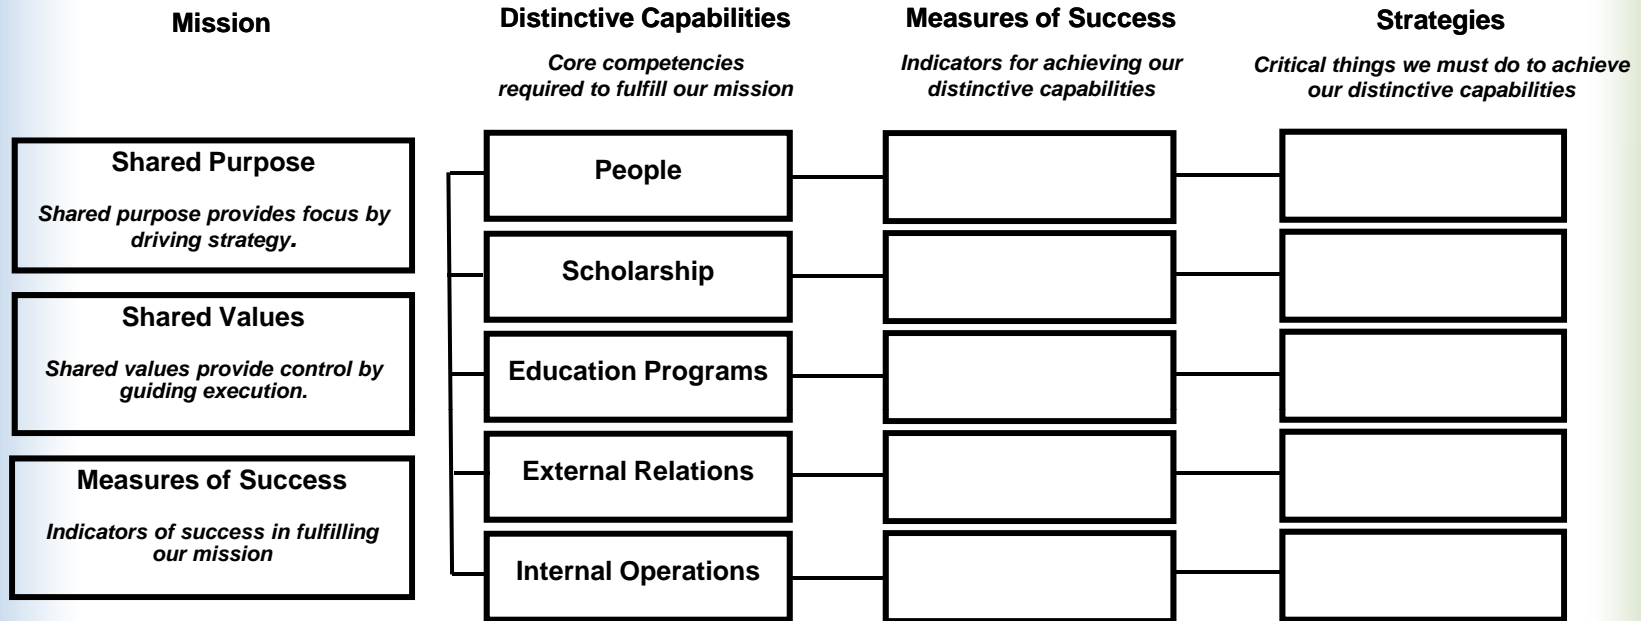 Mission
Shared Purpose
Shared purpose provides focus by
driving strategy.
Shared Values
Shared values provide control by
guiding execution.
Measures of Success
Indicators of success in fulfilling
our mission
Distinctive Capabilities
Core competencies
required to fulfill our mission
People
Scholarship
Education Programs
External Relations
Internal Operations
Measures of Success
Indicators for achieving our
distinctive capabilities
Strategies
Critical things we must do to achieve
our distinctive capabilities